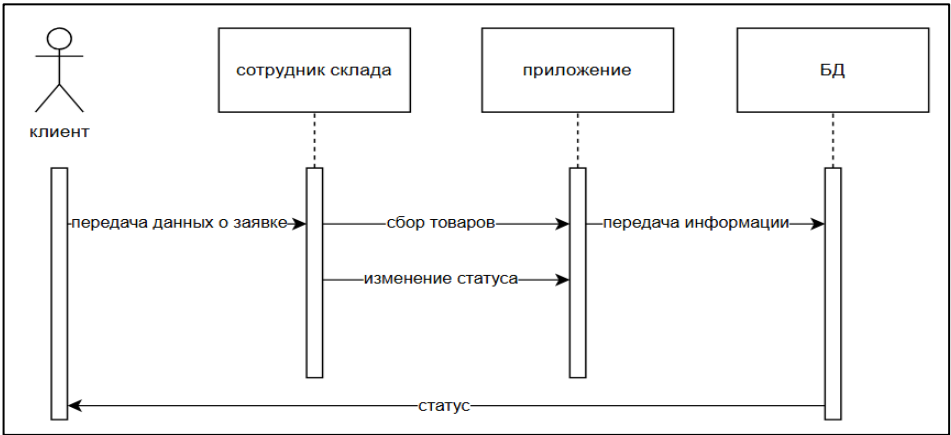 клиент
сотрудник склада
приложение
БД
передача данных о заявке
сбор товаров
передача информации
изменение статуса
статус